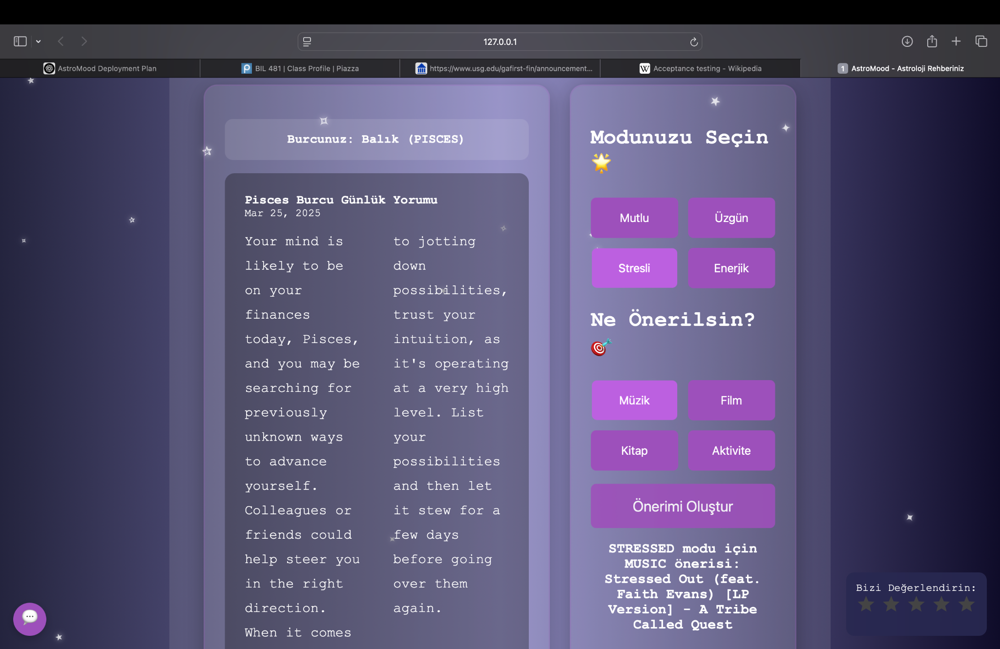 127.0.0.1
AstroMood Deployment Plan
BIL 481 | Class Profile | Piazza
https://www.usg.edu/gafirst-fin/announcement...
W Acceptance testing - Wikipedia
1 AstroMood - Astroloji Rehberiniz
Burcunuz: Balık (PISCES)
Pisces Burcu Günlük Yorumu
Mar 25, 2025
Your mind is
likely to be
on your
finances
today, Pisces,
and you may be
searching for
previously
unknown ways
to advance
yourself.
Colleagues or
friends could
help steer you
in the right
direction.
When it comes
to jotting
down
possibilities,
trust your
intuition, as
it's operating
at a very high
level. List
your
possibilities
and then let
it stew for a
few days
before going
over them
again.
Modunuzu Seçin
Mutlu
Üzgün
Stresli
Enerjik
Ne Önerilsin?
Müzik
Film
Kitap
Aktivite
Önerimi Oluştur
STRESSED modu için
MUSIC önerisi:
Stressed Out (feat.
Faith Evans) [LP
Version] - A Tribe
Called Quest
Bizi Değerlendirin: